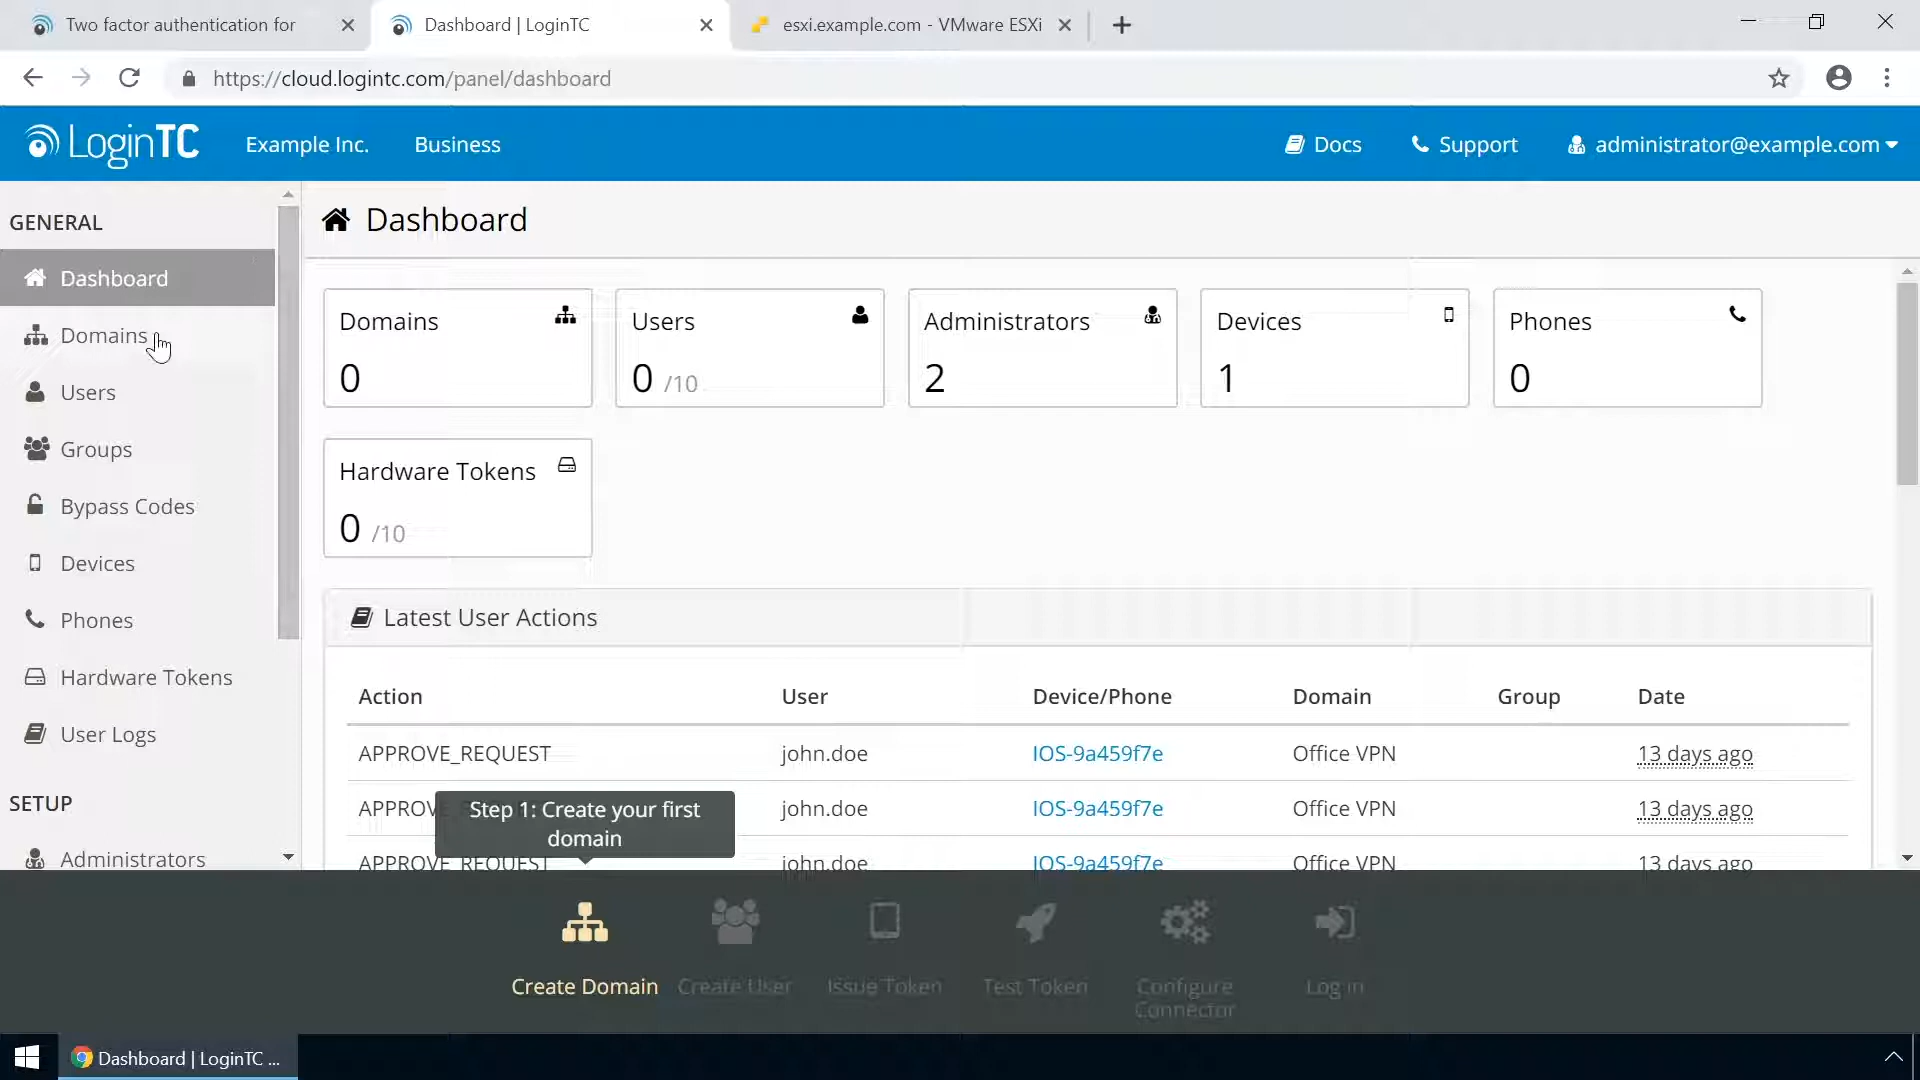 Two factor authentication for
Dashboard | LoginTC
esxi.example.com - VMware ESXi
https://cloud.logintc.com/panel/dashboard
LoginTC
Example Inc.
Business
Docs
Support
administrator@example.com
GENERAL
Dashboard
Domains
Users
Groups
Bypass Codes
Devices
Phones
Hardware Tokens
User Logs
SETUP
Administrators
Dashboard
Domains
0
Users
0 /10
Administrators
2
Devices
1
Phones
0
Hardware Tokens
0 /10
Latest User Actions
Action User Device/Phone Domain Group Date
APPROVE_REQUEST john.doe IOS-9a459f7e Office VPN 13 days ago
APPROV john.doe IOS-9a459f7e Office VPN 13 days ago
APPROVE_REQUEST john.doe IOS-9a459f7e Office VPN 13 days ago
Step 1: Create your first
domain
Create Domain
Create User
Issue Token
Test Token
Configure
Connector
Log in
Dashboard | LoginTC ...